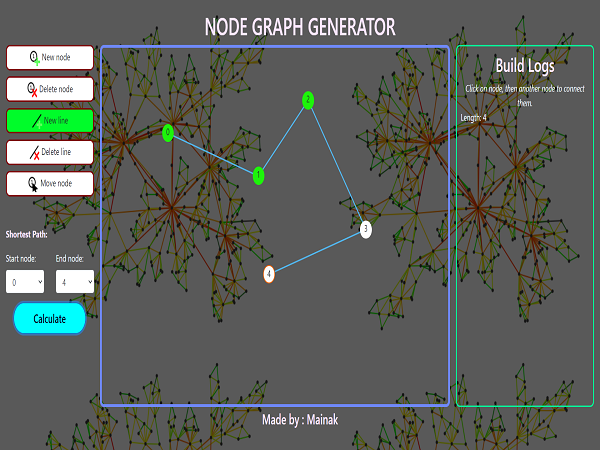 NODE GRAPH GENERATOR
New node
Delete node
New line
Delete line
Move node
Shortest Path:
Start node:
End node:
0
4
Calculate
0
1
2
3
4
Build Logs
Click on node, then another node to connect
them.
Length: 4
Made by : Mainak